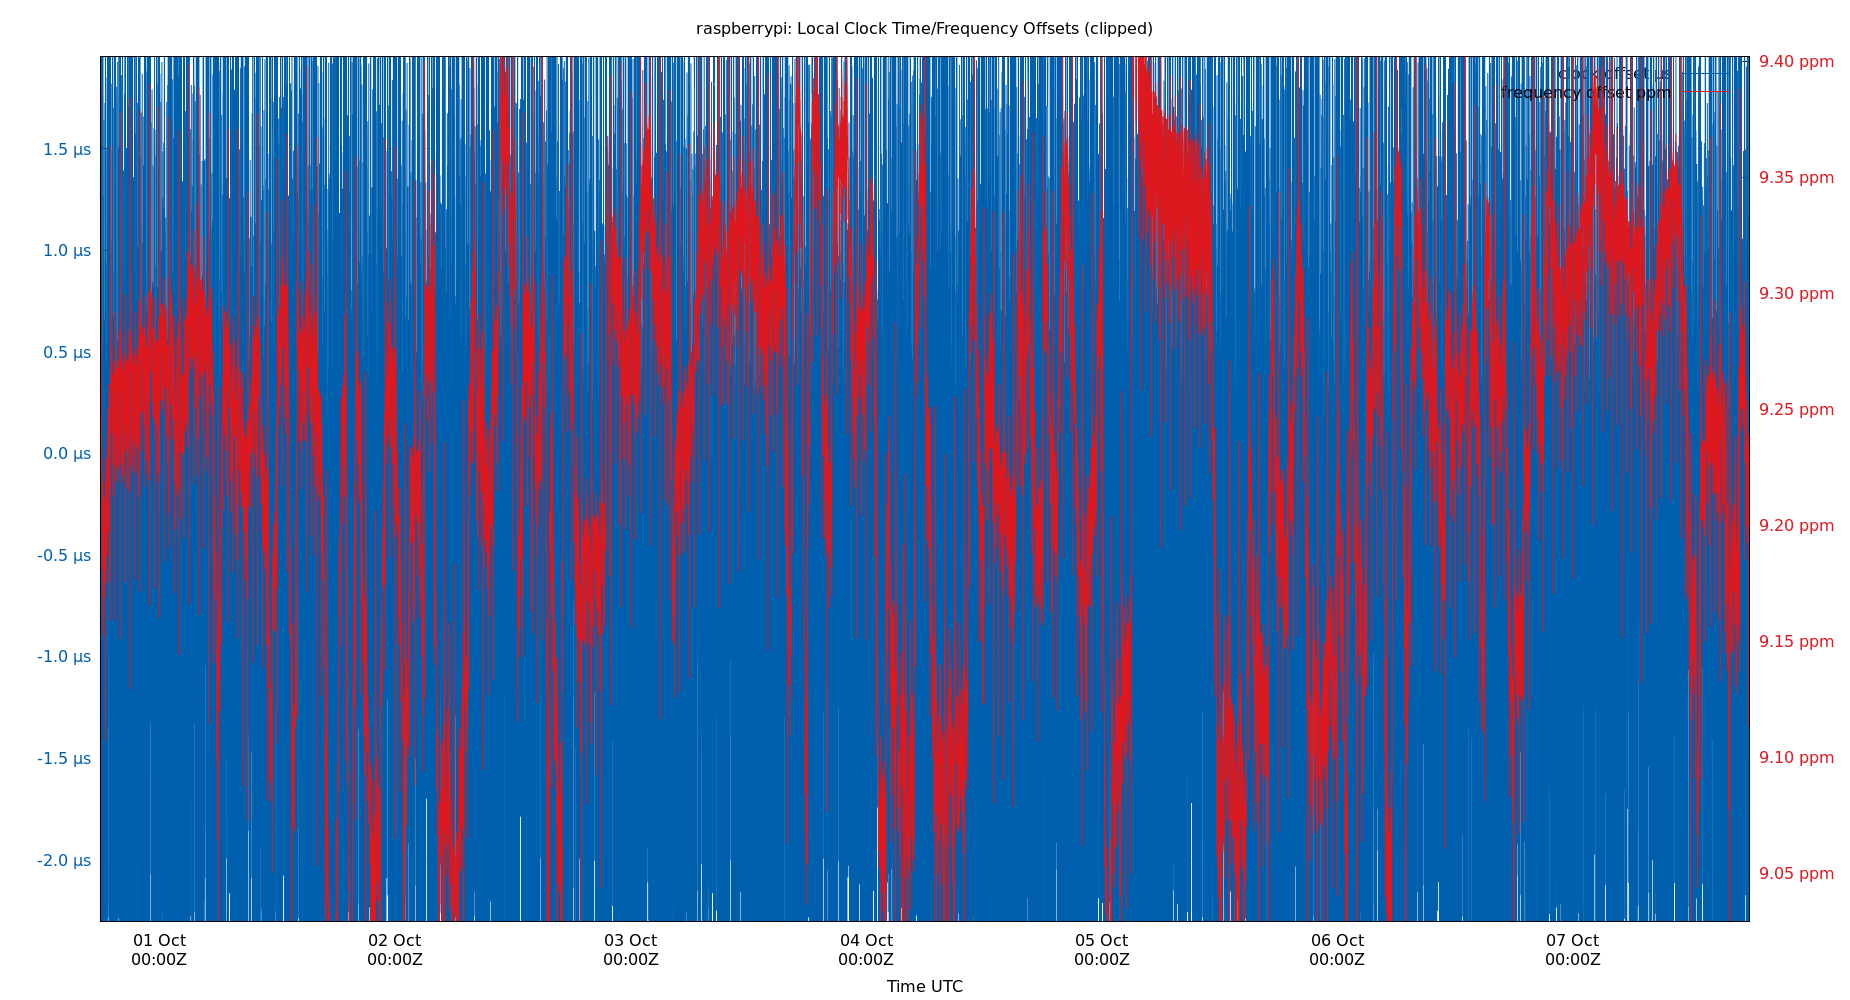 raspberrypi: Local Clock Time/Frequency Offsets (clipped)
clock offset µs
frequency offset ppm
1.5 µs
1.0 µs
0.5 µs
0.0 µs
-0.5 µs
-1.0 µs
-1.5 µs
-2.0 µs
9.40 ppm
9.35 ppm
9.30 ppm
9.25 ppm
9.20 ppm
9.15 ppm
9.10 ppm
9.05 ppm
01 Oct
00:00Z
02 Oct
00:00Z
03 Oct
00:00Z
04 Oct
00:00Z
05 Oct
00:00Z
06 Oct
00:00Z
07 Oct
00:00Z
Time UTC